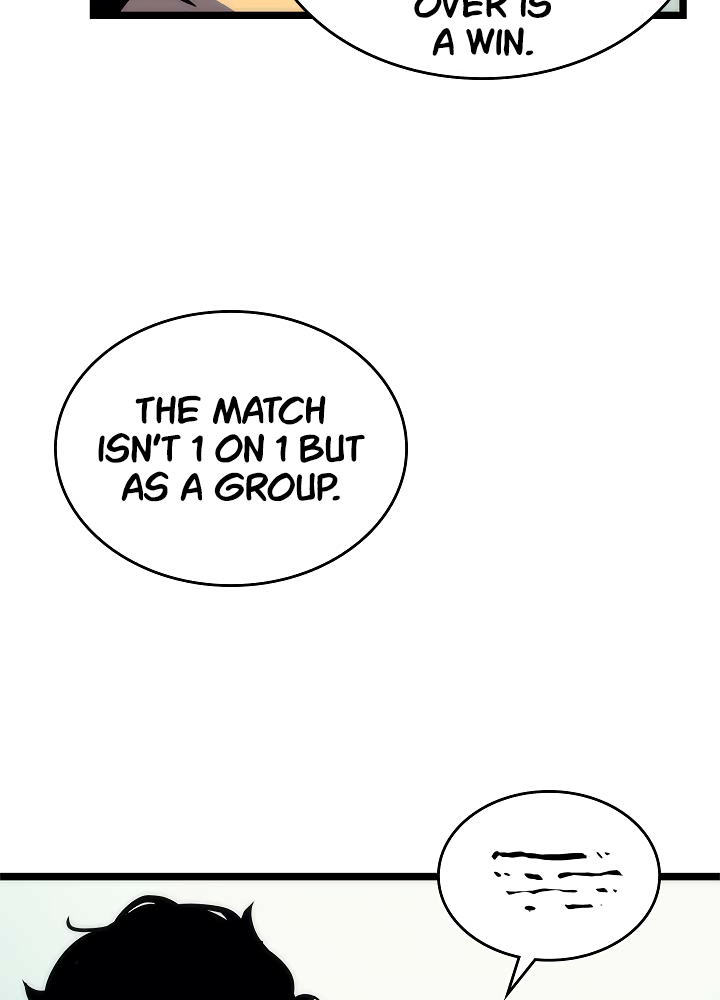 OVER IS
A WIN.
THE MATCH
ISN'T 1 ON 1 BUT
AS A GROUP.